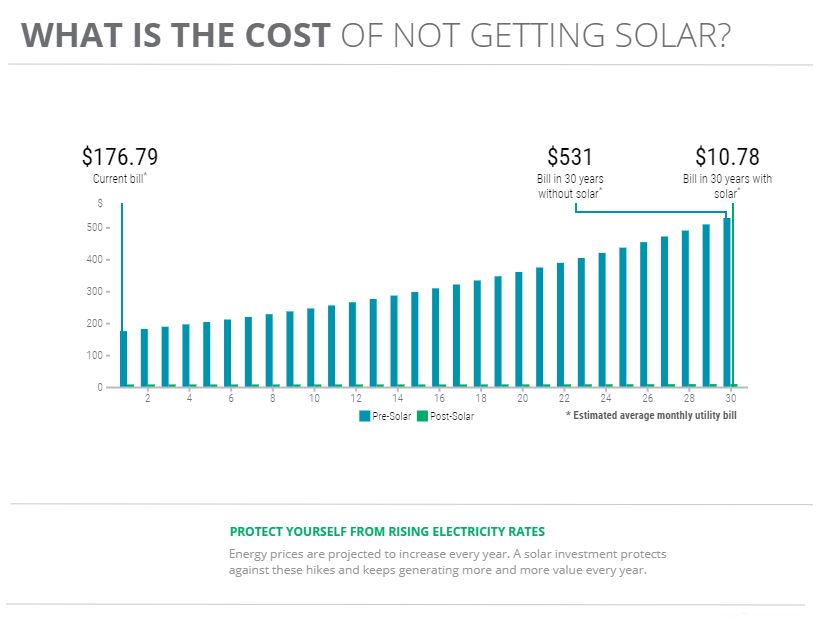 WHAT IS THE COST OF NOT GETTING SOLAR?
$176.79
Current bill*
$531
Bill in 30 years
without solar*
$10.78
Bill in 30 years with
solar*
$
500
400
300
200
100
0
2 4 6 8 10 12 14 16 18 20 22 24 26 28 30
Pre-Solar Post-Solar
* Estimated average monthly utility bill
PROTECT YOURSELF FROM RISING ELECTRICITY RATES
Energy prices are projected to increase every year. A solar investment protects
against these hikes and keeps generating more and more value every year.